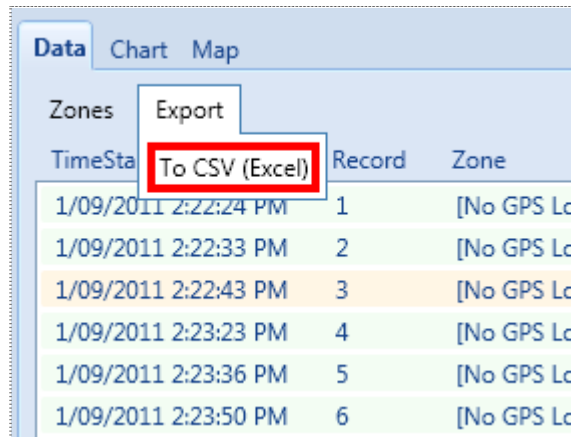 Data Chart Map
Zones Export
TimeSta To CSV (Excel) Record Zone
1/09/2011 2:22:24 PM 1 [No GPS Lo
1/09/2011 2:22:33 PM 2 [No GPS Lo
1/09/2011 2:22:43 PM 3 [No GPS Lo
1/09/2011 2:23:23 PM 4 [No GPS Lo
1/09/2011 2:23:36 PM 5 [No GPS Lo
1/09/2011 2:23:50 PM 6 [No GPS Lo